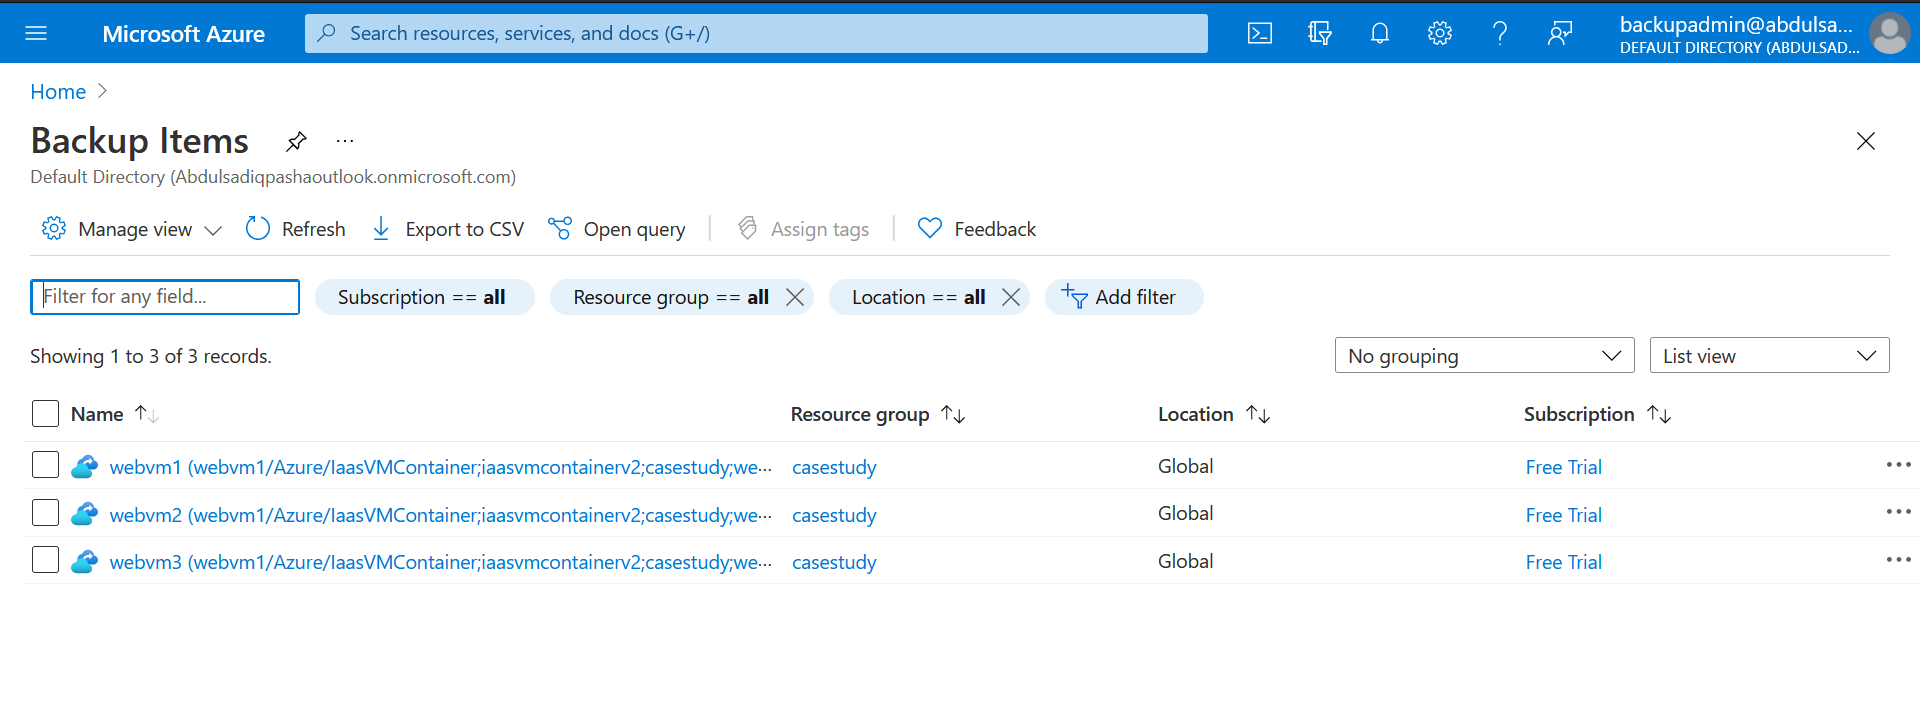 Microsoft Azure
Search resources, services, and docs (G+/)
backupadmin@abdulsa...
DEFAULT DIRECTORY (ABDULSAD...
Home
Backup Items
Default Directory (Abdulsadiqpashaoutlook.onmicrosoft.com)
Manage view Refresh Export to CSV Open query Assign tags Feedback
Filter for any field... Subscription == all Resource group == all Location == all Add filter
Showing 1 to 3 of 3 records. No grouping List view
Name Resource group Location Subscription
webvm1 (webvm1/Azure/IaasVMContainer;iaasvmcontainerv2;casestudy;we... casestudy Global Free Trial
webvm2 (webvm1/Azure/IaasVMContainer;iaasvmcontainerv2;casestudy;we... casestudy Global Free Trial
webvm3 (webvm1/Azure/IaasVMContainer;iaasvmcontainerv2;casestudy;we... casestudy Global Free Trial